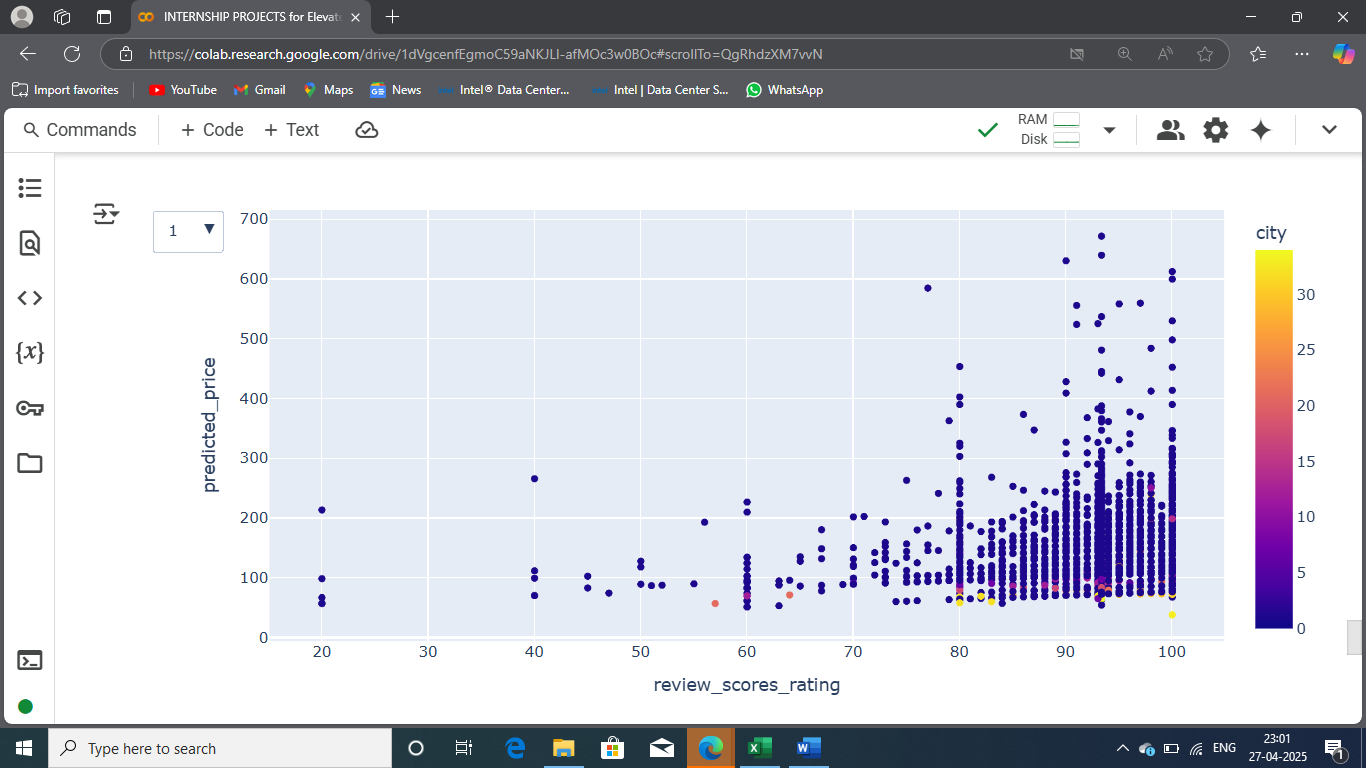 INTERNSHIP PROJECTS for Elevate
https://colab.research.google.com/drive/1dVgcenfEgmoC59aNKJLI-afMOc3w0BOc#scrollTo=QgRhdzXM7vvN
Import favorites YouTube Gmail Maps News Intel® Data Center... Intel | Data Center S... WhatsApp
Commands + Code + Text RAM
Disk
1
700
600
500
400
300
200
100
0
predicted_price
20 30 40 50 60 70 80 90 100
review_scores_rating
city
30
25
20
15
10
5
0
Type here to search
ENG
23:01
27-04-2025
1